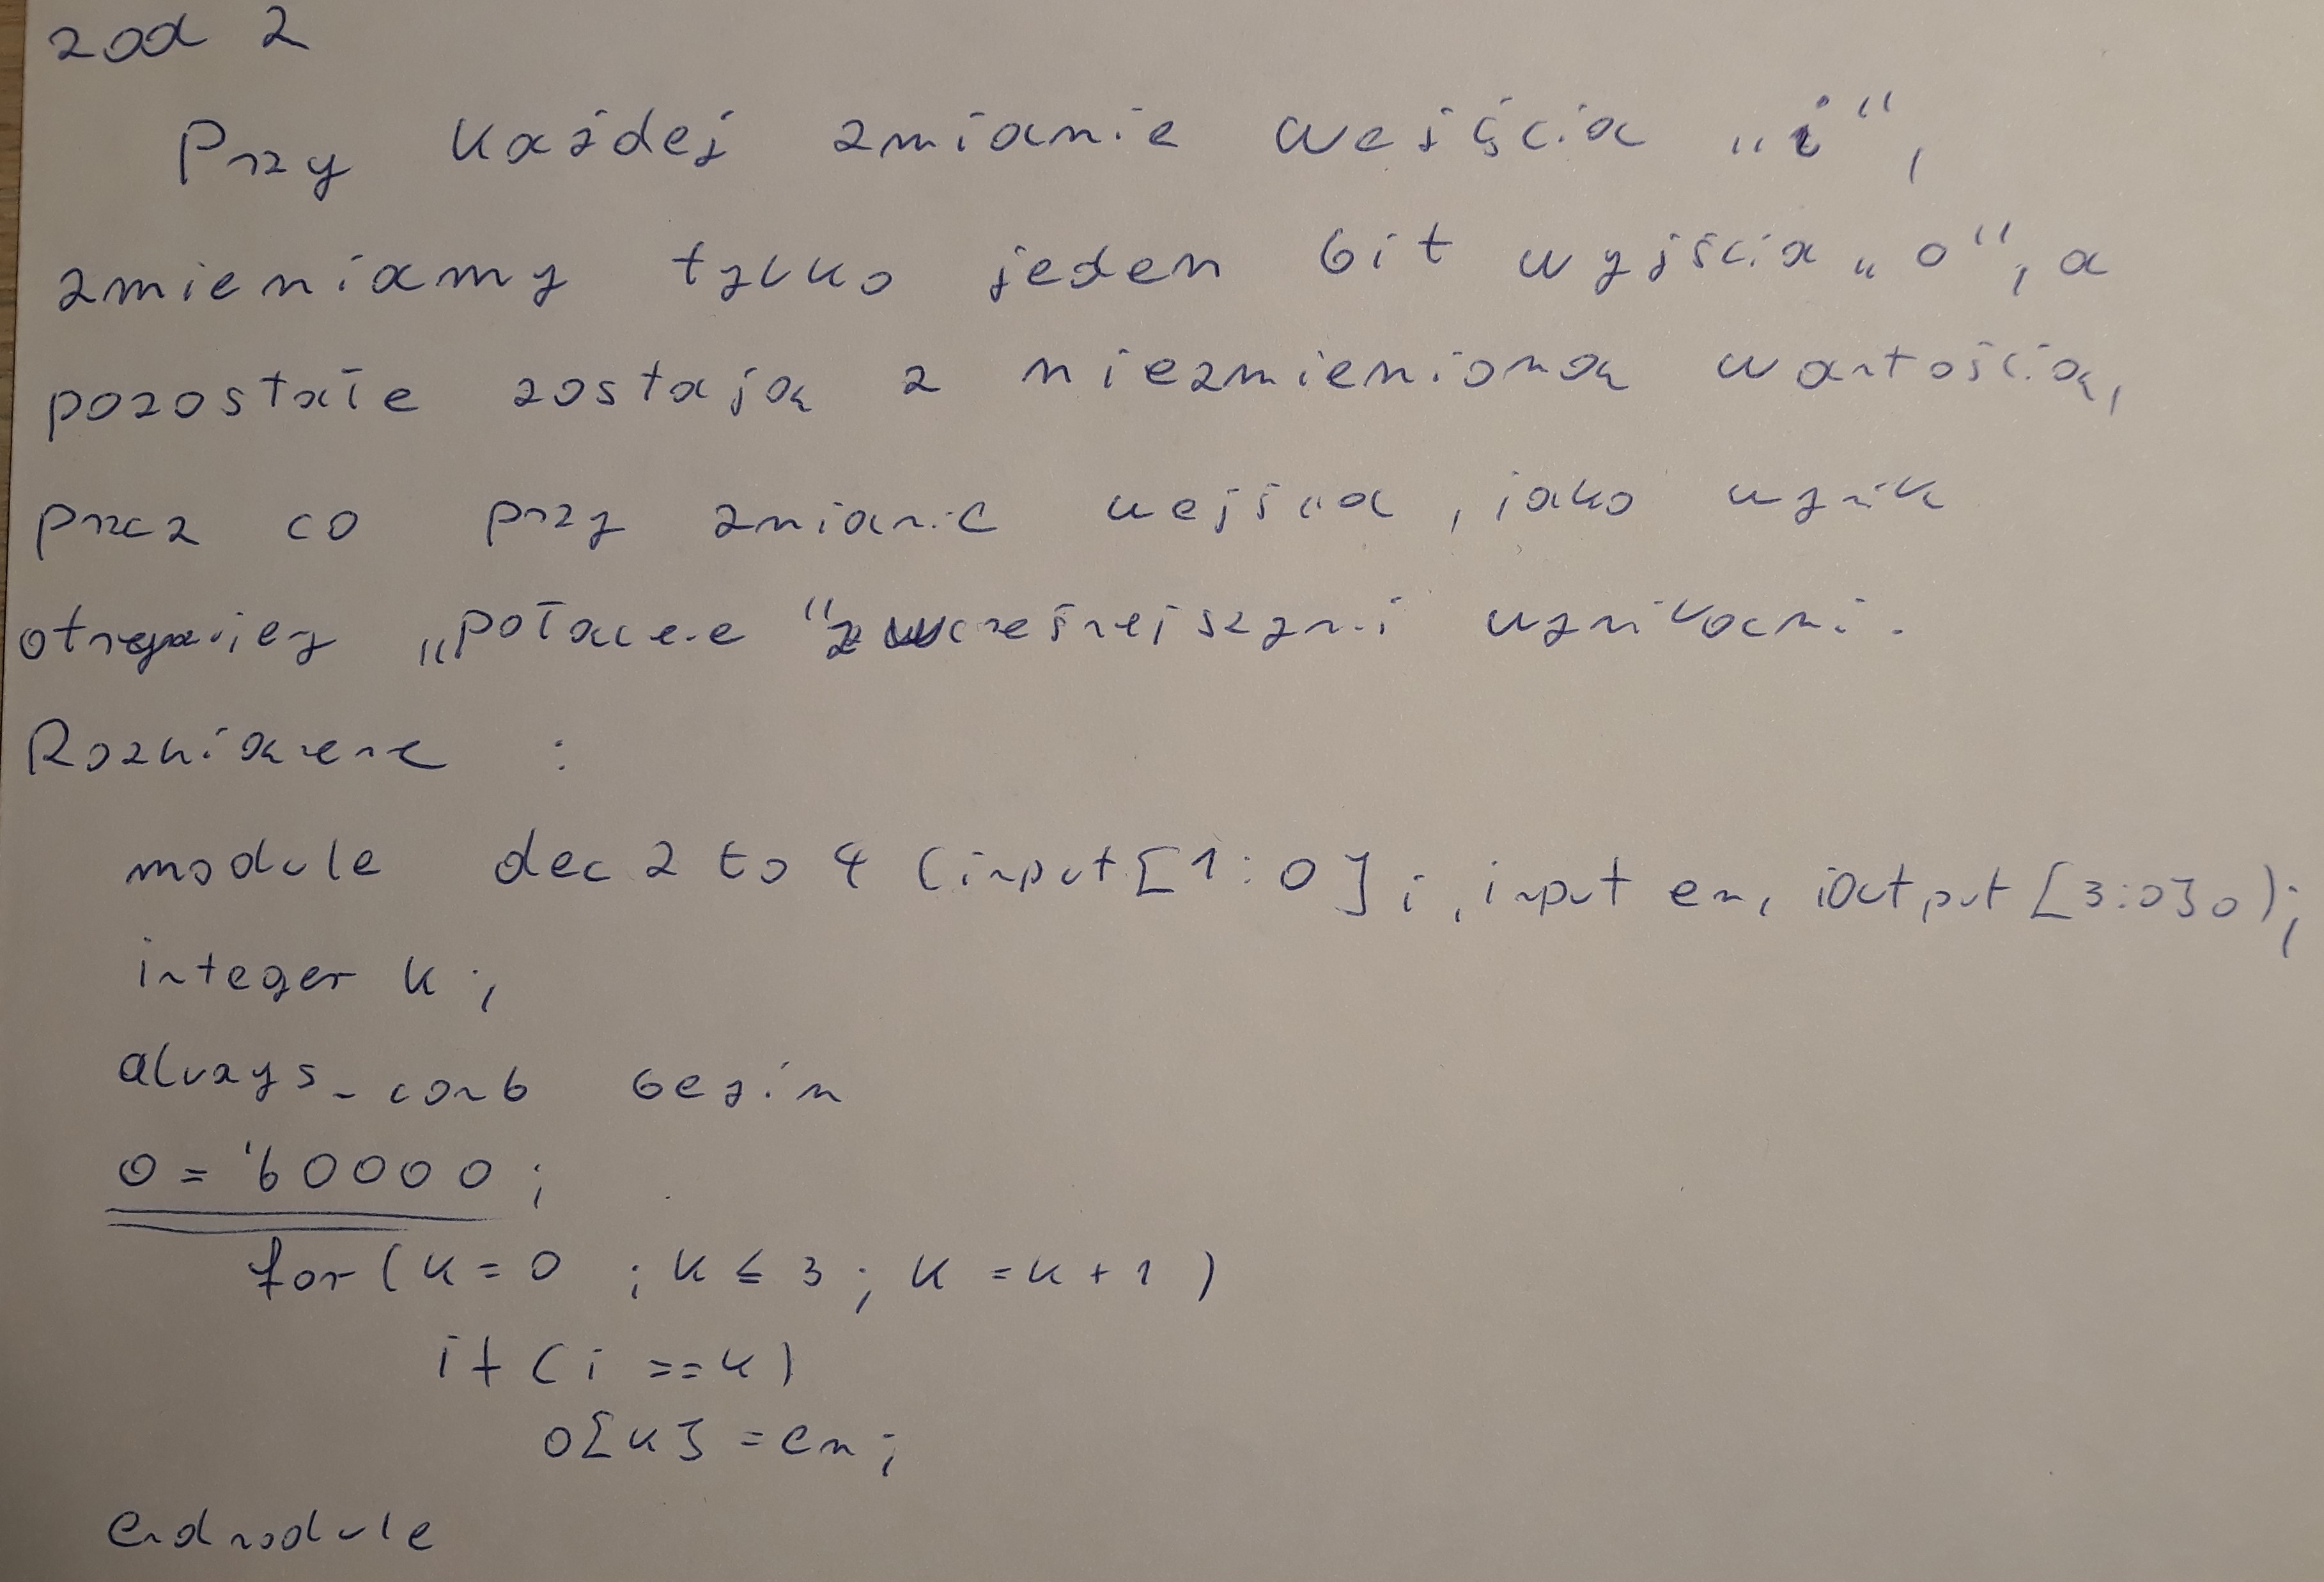 zad 2
Przy każdej zmianie wejścia „i“,
zmieniamy tylko jeden bit wyjścia „o“, a
pozostałe zostają z niezmienioną wartością,
przez co przy zmianie wejścia, jako wynik
otrzymujemy „połączenie“ z wcześniejszymi wynikami.
Rozwiązanie :
module dec2to4 (input[1:0] i, input en, output [3:0] o);
integer k;
always_comb begin
o = 'b0000;
for (k=0 ; k ≤ 3; k = k+1)
if (i ==k)
o[k] = en;
endmodule